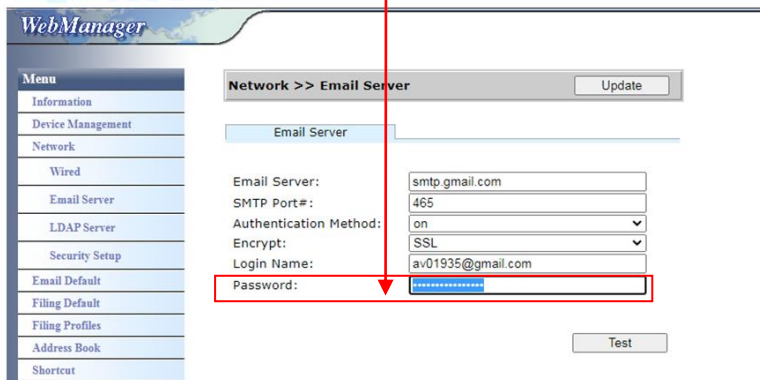 WebManager
Menu
Information
Device Management
Network
Wired
Email Server
LDAP Server
Security Setup
Email Default
Filing Default
Filing Profiles
Address Book
Shortcut
Network >> Email Server
Update
Email Server
Email Server: smtp.gmail.com
SMTP Port#: 465
Authentication Method: on
Encrypt: SSL
Login Name: av01935@gmail.com
Password: ••••••••••••••••
Test